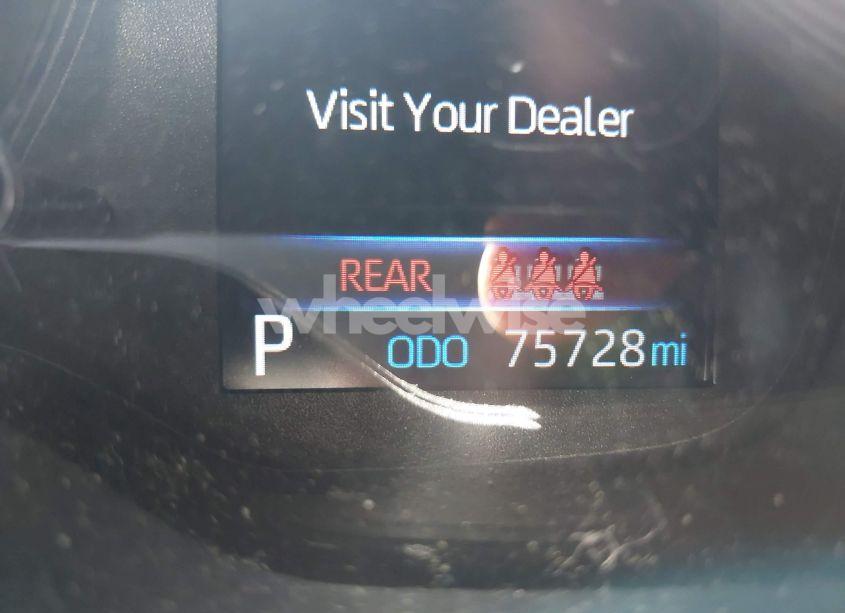 Visit Your Dealer
REAR
wheelwise
P ODO 75728 mi